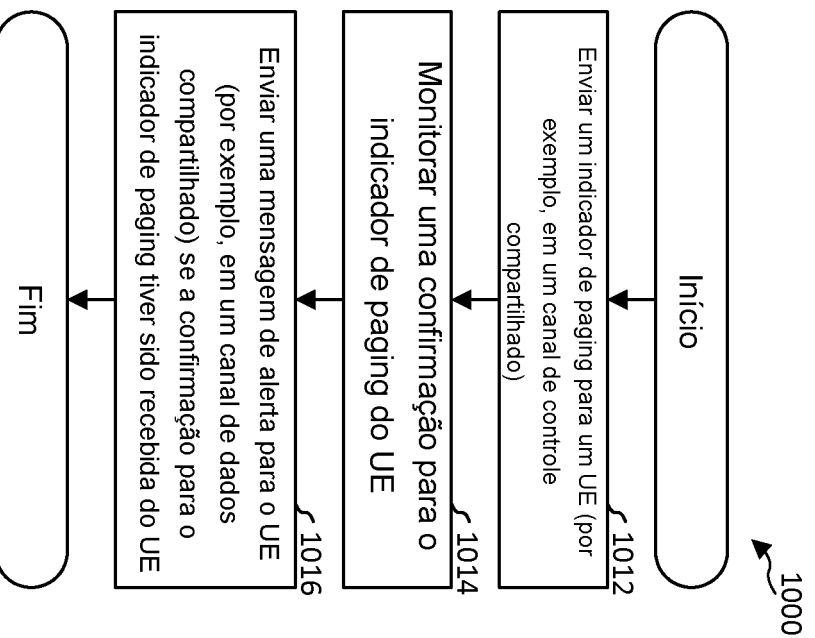 1000
Início
1012
Enviar um indicador de paging para um UE (por
exemplo, em um canal de controle
compartilhado)
1014
Monitorar uma confirmação para o
indicador de paging do UE
1016
Enviar uma mensagem de alerta para o UE
(por exemplo, em um canal de dados
compartilhado) se a confirmação para o
indicador de paging tiver sido recebida do UE
Fim